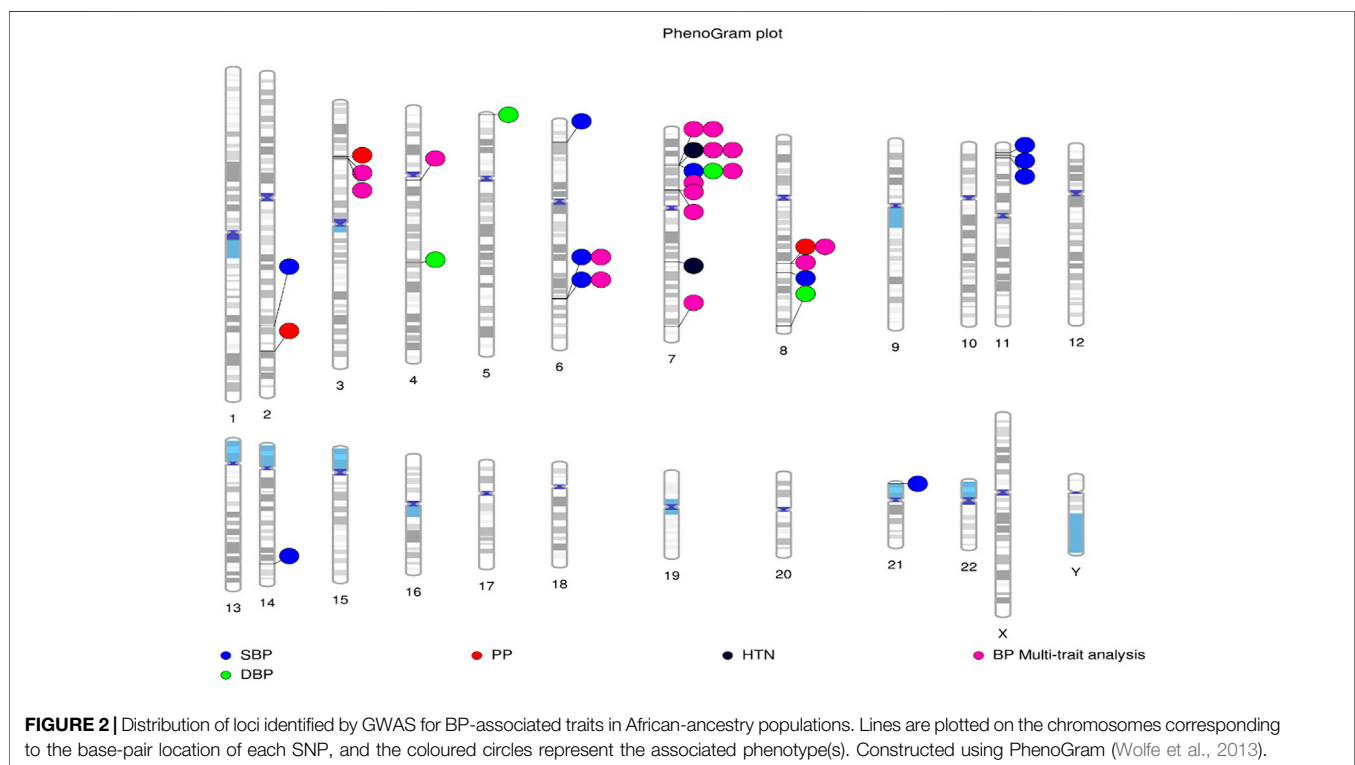 PhenoGram plot
1 2 3 4 5 6 7 8 9 10 11 12
13 14 15 16 17 18 19 20 21 22 X Y
SBP PP HTN BP Multi-trait analysis
DBP
FIGURE 2 | Distribution of loci identified by GWAS for BP-associated traits in African-ancestry populations. Lines are plotted on the chromosomes corresponding
to the base-pair location of each SNP, and the coloured circles represent the associated phenotype(s). Constructed using PhenoGram (Wolfe et al., 2013).